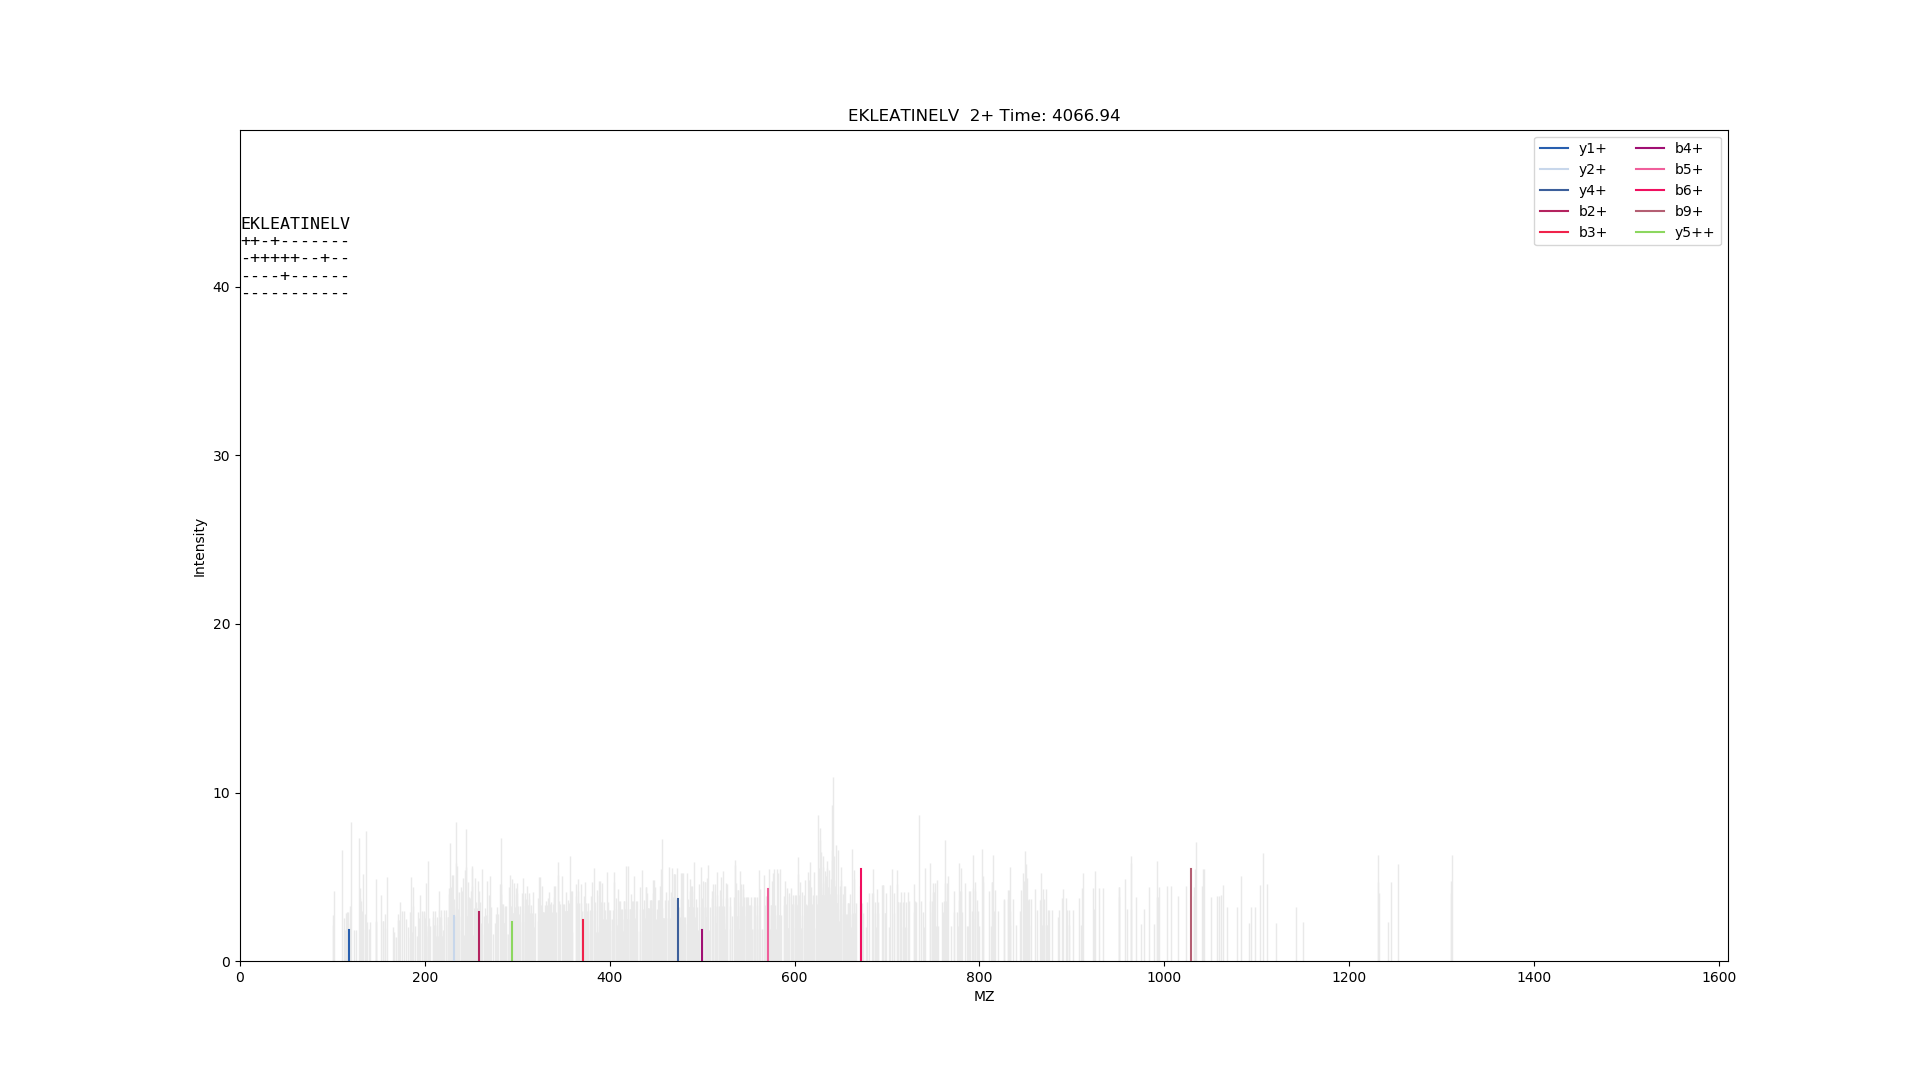 EKLEATINELV  2+ Time: 4066.94
y1+
y2+
y4+
b2+
b3+
b4+
b5+
b6+
b9+
y5++
EKLEATINELV
++-+-------
-+++++--+--
----+------
-----------
Intensity
40
30
20
10
0
0 200 400 600 800 1000 1200 1400 1600
MZ